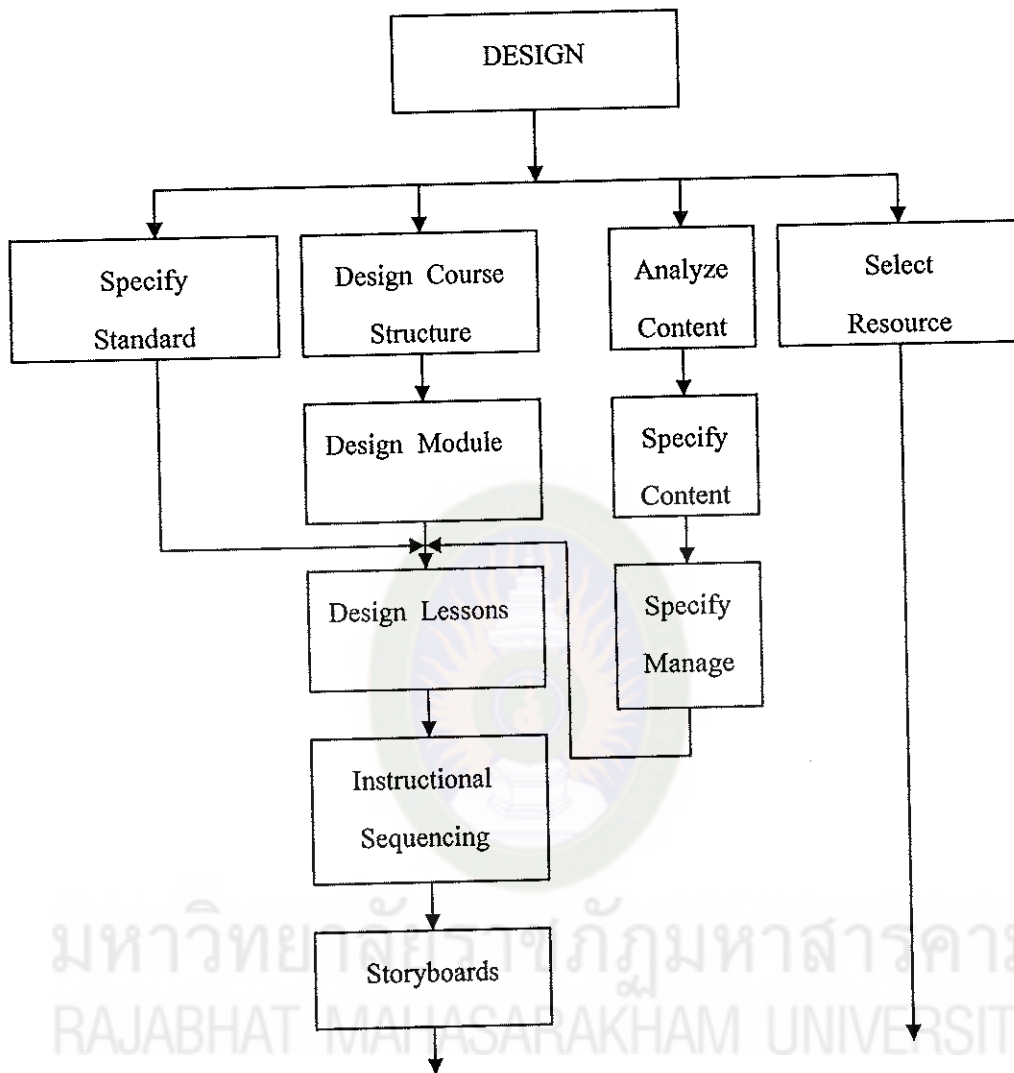 DESIGN
Specify
Standard
Design Course
Structure
Analyze
Content
Select
Resource
Design Module
Specify
Content
Design Lessons
Specify
Manage
Instructional
Sequencing
Storyboards
มหาวิทยาลัยราชภัฏมหาสารคาม
RAJABHAT MAHASARAKHAM UNIVERSIT